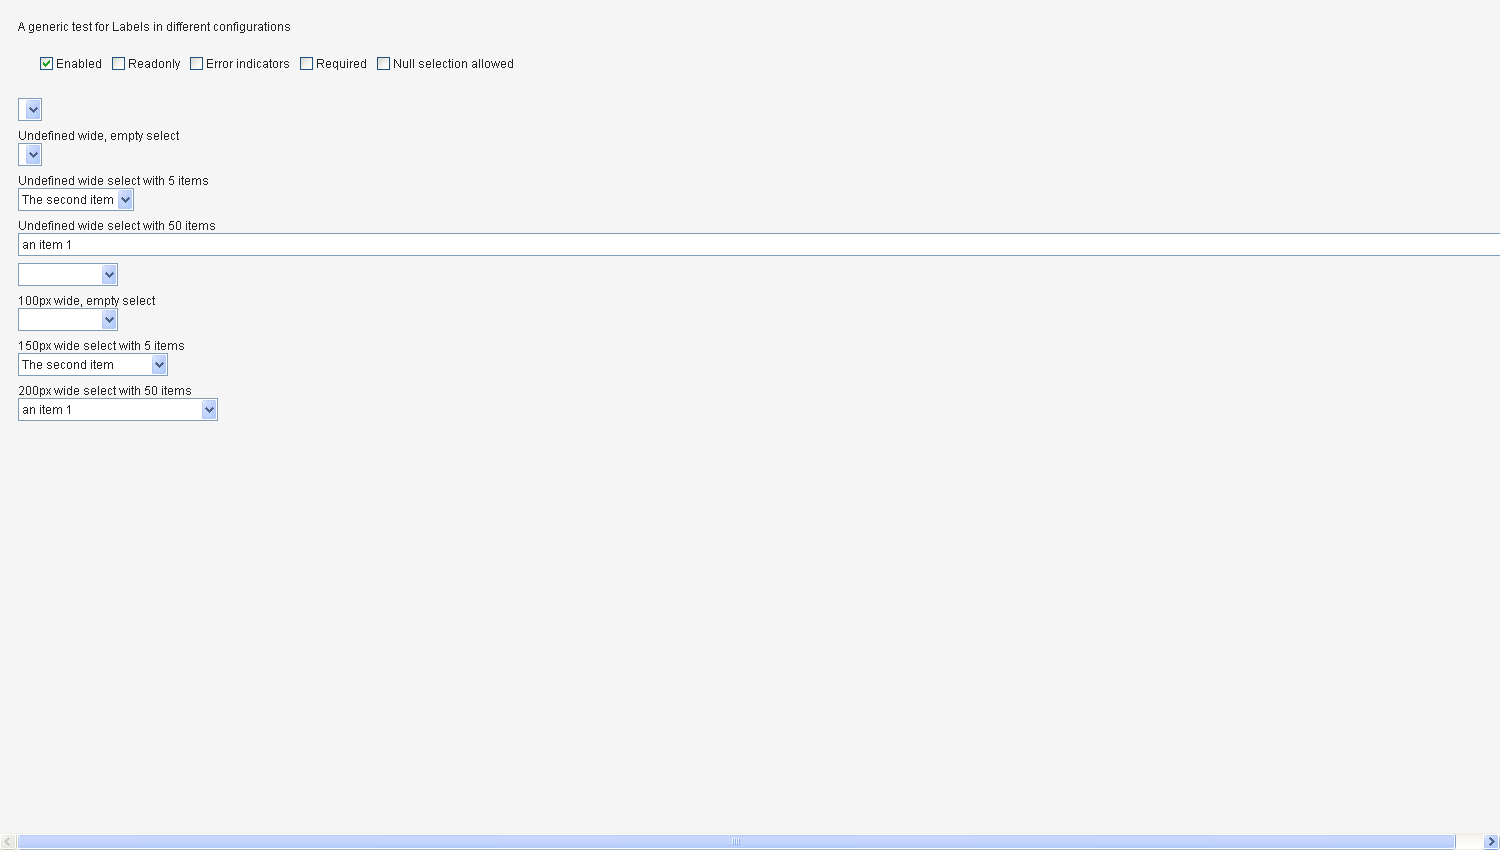 A generic test for Labels in different configurations
Enabled Readonly Error indicators Required Null selection allowed
Undefined wide, empty select
Undefined wide select with 5 items
The second item
Undefined wide select with 50 items
an item 1
100px wide, empty select
150px wide select with 5 items
The second item
200px wide select with 50 items
an item 1